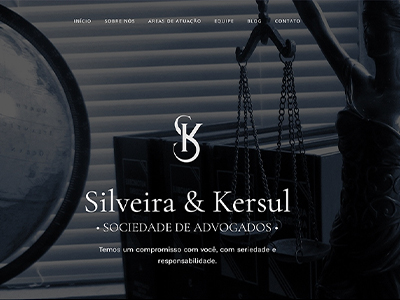 INÍCIO SOBRE NÓS ÁREAS DE ATUAÇÃO EQUIPE BLOG CONTATO
SK
Silveira & Kersul
• SOCIEDADE DE ADVOGADOS •
Temos um compromisso com você, com seriedade e
responsabilidade.